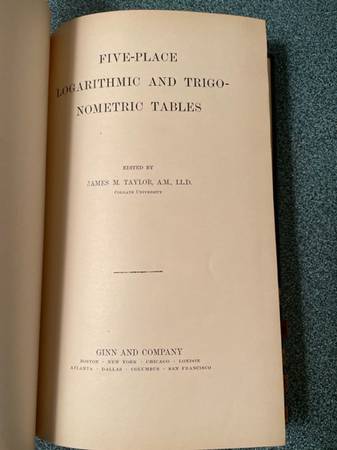 FIVE-PLACE
LOGARITHMIC AND TRIGO-
NOMETRIC TABLES
EDITED BY
JAMES M. TAYLOR, A.M., LL.D.
COLGATE UNIVERSITY
GINN AND COMPANY
BOSTON · NEW YORK · CHICAGO · LONDON
ATLANTA · DALLAS · COLUMBUS · SAN FRANCISCO